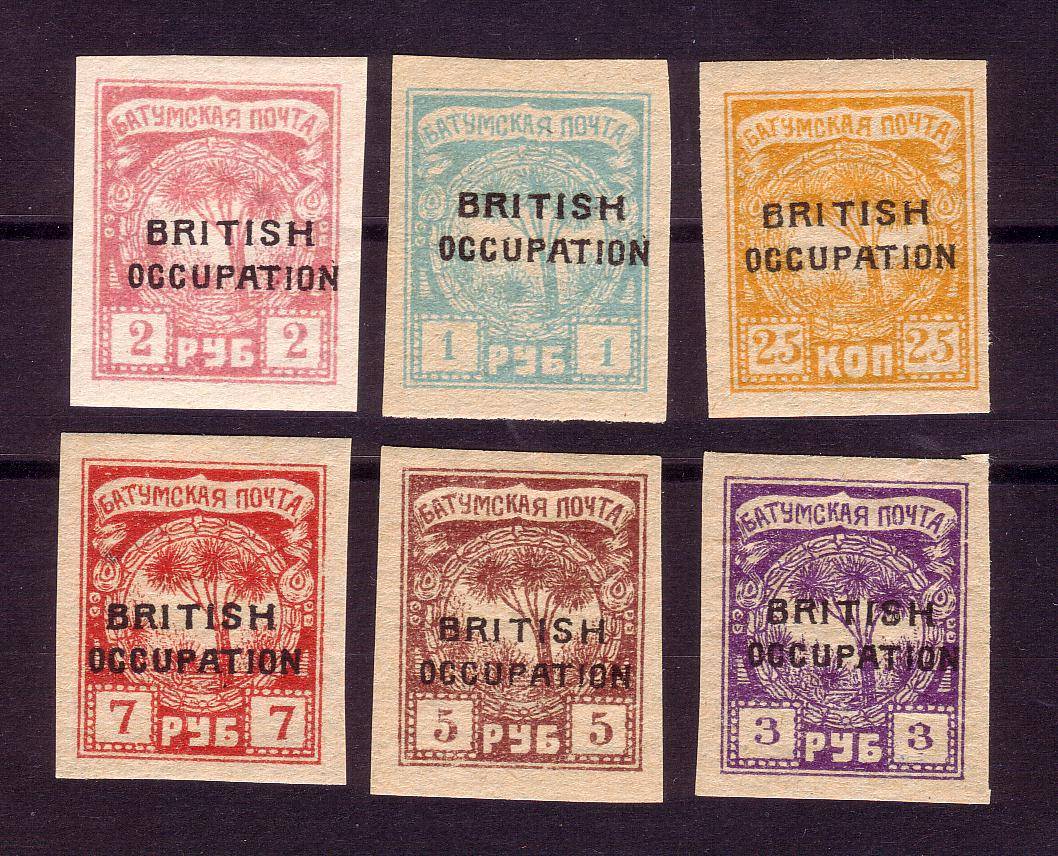 БАТУМСКАЯ ПОЧТА
BRITISH
OCCUPATION
2 РУБ 2
БАТУМСКАЯ ПОЧТА
BRITISH
OCCUPATION
1 РУБ 1
БАТУМСКАЯ ПОЧТА
BRITISH
OCCUPATION
25 КОП 25
БАТУМСКАЯ ПОЧТА
BRITISH
OCCUPATION
7 РУБ 7
БАТУМСКАЯ ПОЧТА
BRITISH
OCCUPATION
5 РУБ 5
БАТУМСКАЯ ПОЧТА
BRITISH
OCCUPATION
3 РУБ 3